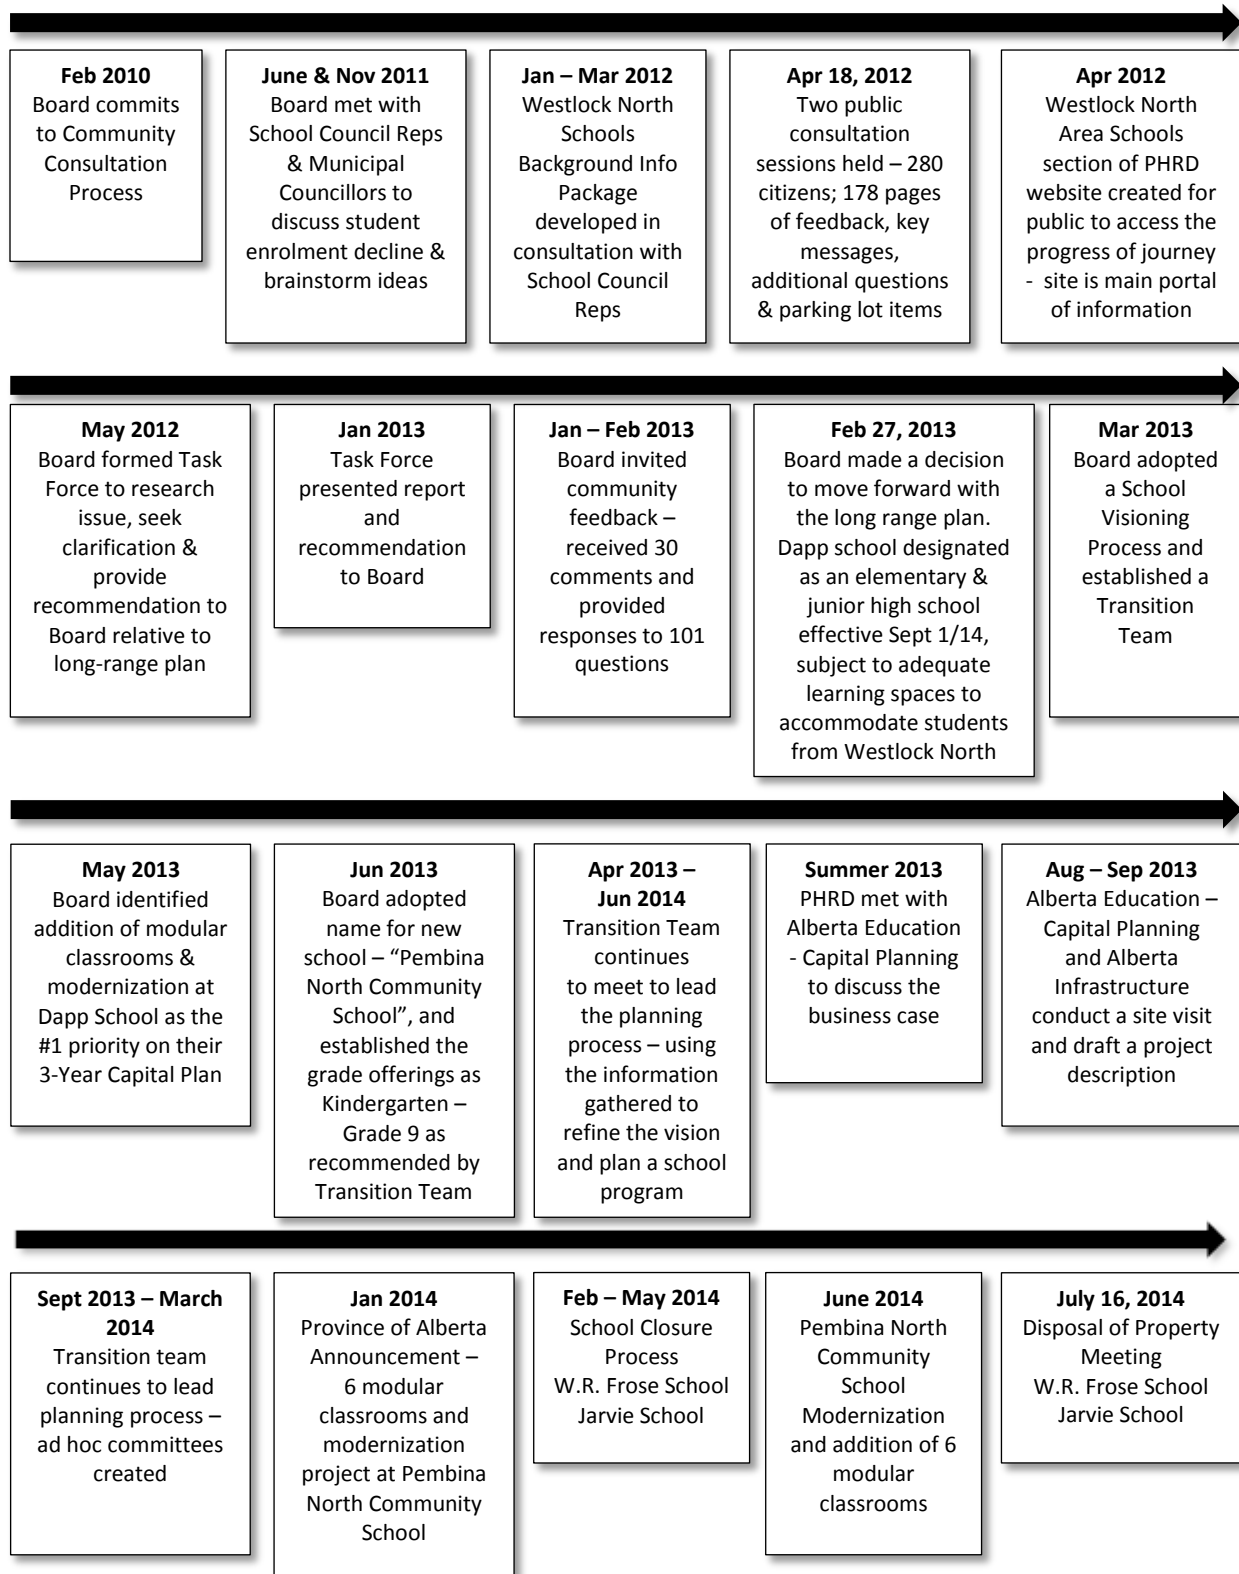 Feb 2010
Board commits
to Community
Consultation
Process
June & Nov 2011
Board met with
School Council Reps
& Municipal
Councillors to
discuss student
enrolment decline &
brainstorm ideas
Jan – Mar 2012
Westlock North
Schools
Background Info
Package
developed in
consultation with
School Council
Reps
Apr 18, 2012
Two public
consultation
sessions held – 280
citizens; 178 pages
of feedback, key
messages,
additional questions
& parking lot items
Apr 2012
Westlock North
Area Schools
section of PHRD
website created for
public to access the
progress of journey
- site is main portal
of information
May 2012
Board formed Task
Force to research
issue, seek
clarification &
provide
recommendation to
Board relative to
long-range plan
Jan 2013
Task Force
presented report
and
recommendation
to Board
Jan – Feb 2013
Board invited
community
feedback –
received 30
comments and
provided
responses to 101
questions
Feb 27, 2013
Board made a decision
to move forward with
the long range plan.
Dapp school designated
as an elementary &
junior high school
effective Sept 1/14,
subject to adequate
learning spaces to
accommodate students
from Westlock North
Mar 2013
Board adopted
a School
Visioning
Process and
established a
Transition
Team
May 2013
Board identified
addition of modular
classrooms &
modernization at
Dapp School as the
#1 priority on their
3-Year Capital Plan
Jun 2013
Board adopted
name for new
school – “Pembina
North Community
School”, and
established the
grade offerings as
Kindergarten –
Grade 9 as
recommended by
Transition Team
Apr 2013 –
Jun 2014
Transition Team
continues
to meet to lead
the planning
process – using
the information
gathered to
refine the vision
and plan a school
program
Summer 2013
PHRD met with
Alberta Education
- Capital Planning
to discuss the
business case
Aug – Sep 2013
Alberta Education –
Capital Planning
and Alberta
Infrastructure
conduct a site visit
and draft a project
description
Sept 2013 – March
2014
Transition team
continues to lead
planning process –
ad hoc committees
created
Jan 2014
Province of Alberta
Announcement –
6 modular
classrooms and
modernization
project at Pembina
North Community
School
Feb – May 2014
School Closure
Process
W.R. Frose School
Jarvie School
June 2014
Pembina North
Community
School
Modernization
and addition of 6
modular
classrooms
July 16, 2014
Disposal of Property
Meeting
W.R. Frose School
Jarvie School